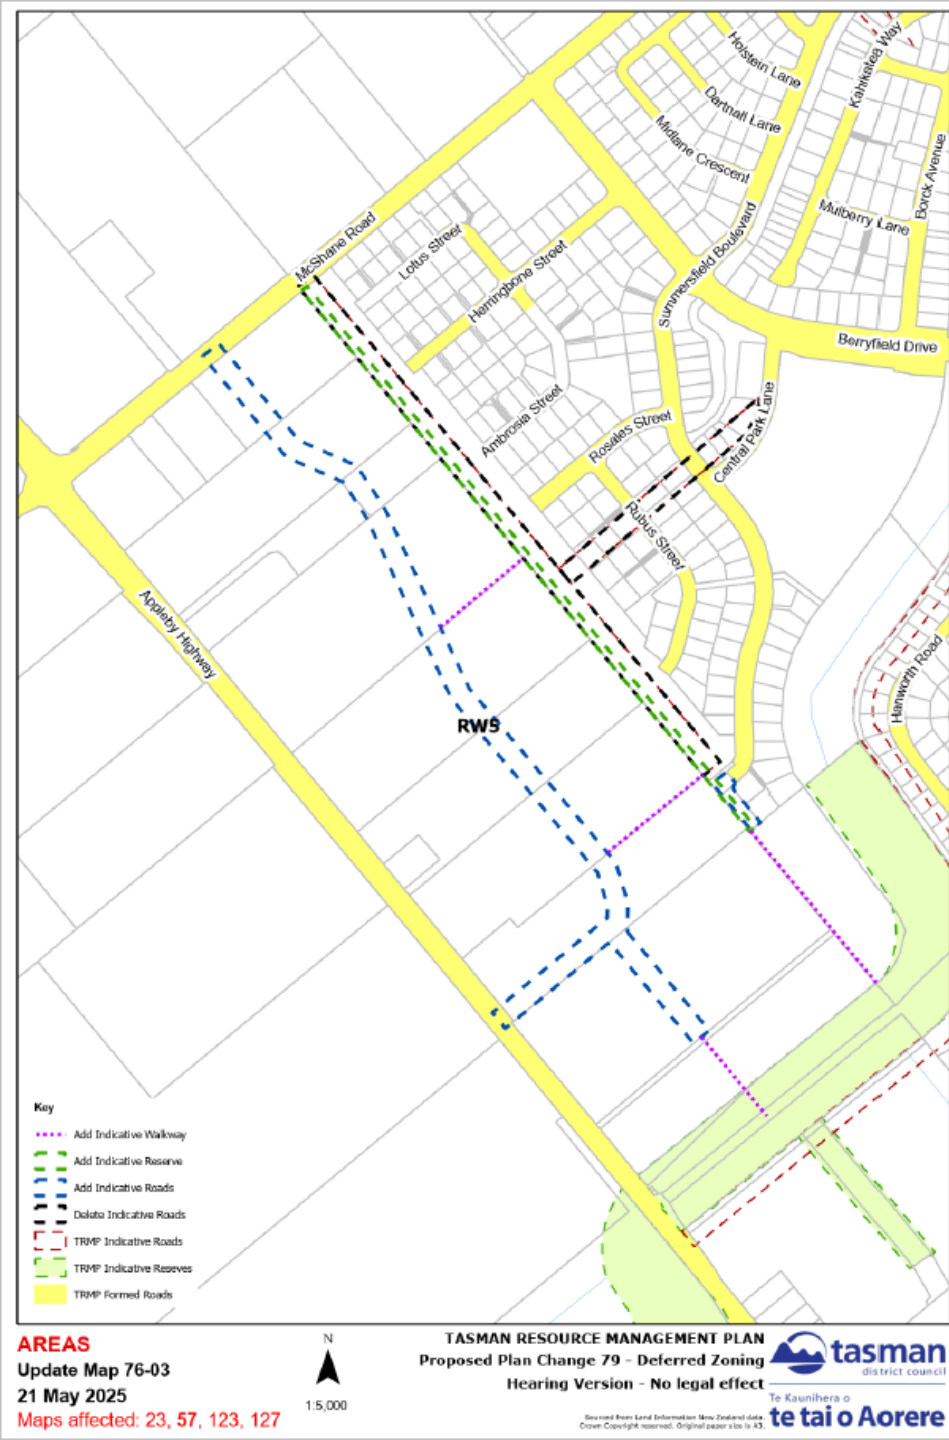 Holstein Lane
Kahikatea Way
Dartnall Lane
Midlane Crescent
Borck Avenue
Mulberry Lane
McShane Road
Lotus Street
Summersfield Boulevard
Herringbone Street
Berryfield Drive
Ambrosia Street
Central Park Lane
Rosales Street
Rubus Street
Appleby Highway
Hanworth Road
RW5
Key
Add Indicative Walkway
Add Indicative Reserve
Add Indicative Roads
Delete Indicative Roads
TRMP Indicative Roads
TRMP Indicative Reseves
TRMP Formed Roads
AREAS
Update Map 76-03
21 May 2025
Maps affected: 23, 57, 123, 127
N
1:5,000
TASMAN RESOURCE MANAGEMENT PLAN
Proposed Plan Change 79 - Deferred Zoning
Hearing Version - No legal effect
Sourced from Land Information New Zealand data.
Crown Copyright reserved. Original paper size is A3.
tasman
district council
Te Kaunihera o
te tai o Aorere